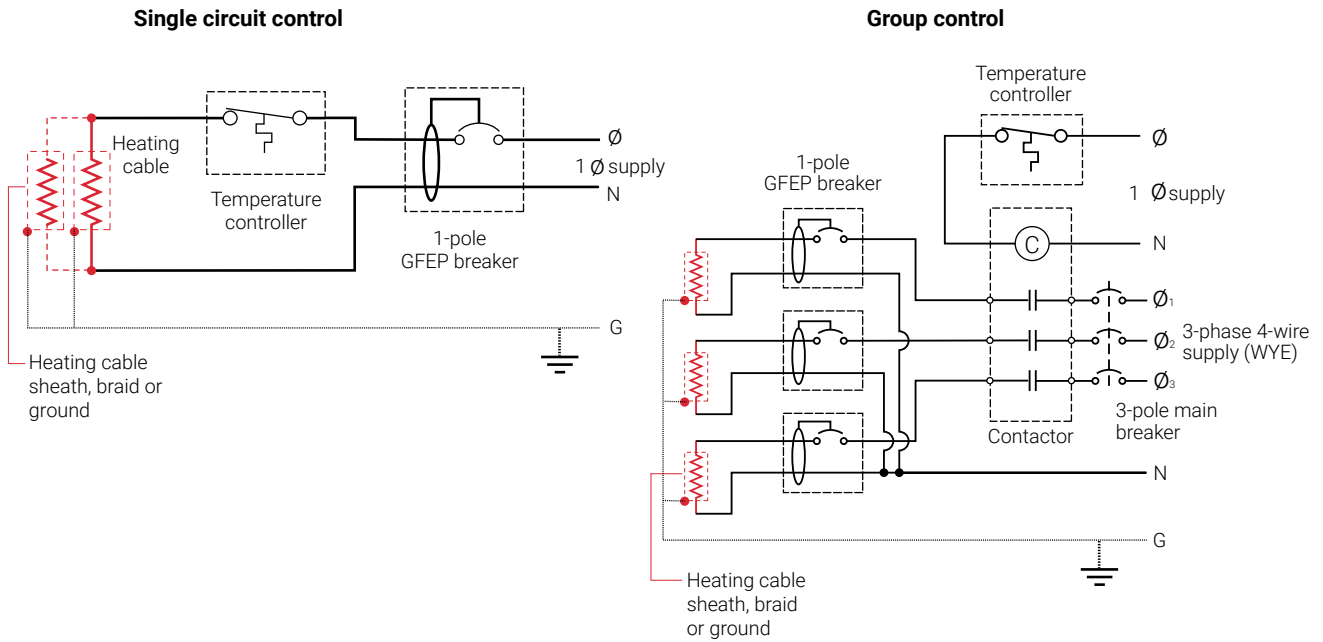 Single circuit control
Heating
cable
Temperature
controller
1-pole
GFEP breaker
Ø
1 Ø supply
N
G
Heating cable
sheath, braid or
ground
Group control
Temperature
controller
Ø
1 Ø supply
N
1-pole
GFEP breaker
C
Ø1
Ø2
Ø3
3-phase 4-wire
supply (WYE)
3-pole main
breaker
Contactor
N
G
Heating cable
sheath, braid
or ground